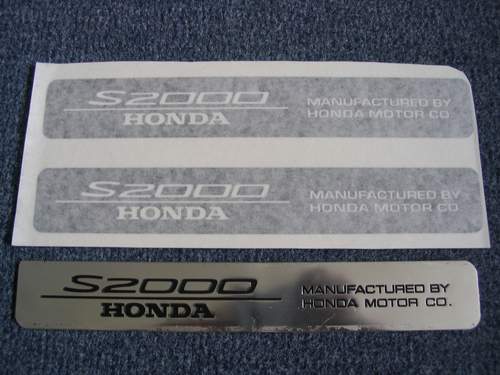 S2000
HONDA
MANUFACTURED BY
HONDA MOTOR CO.
S2000
HONDA
MANUFACTURED BY
HONDA MOTOR CO.
S2000
HONDA
MANUFACTURED BY
HONDA MOTOR CO.